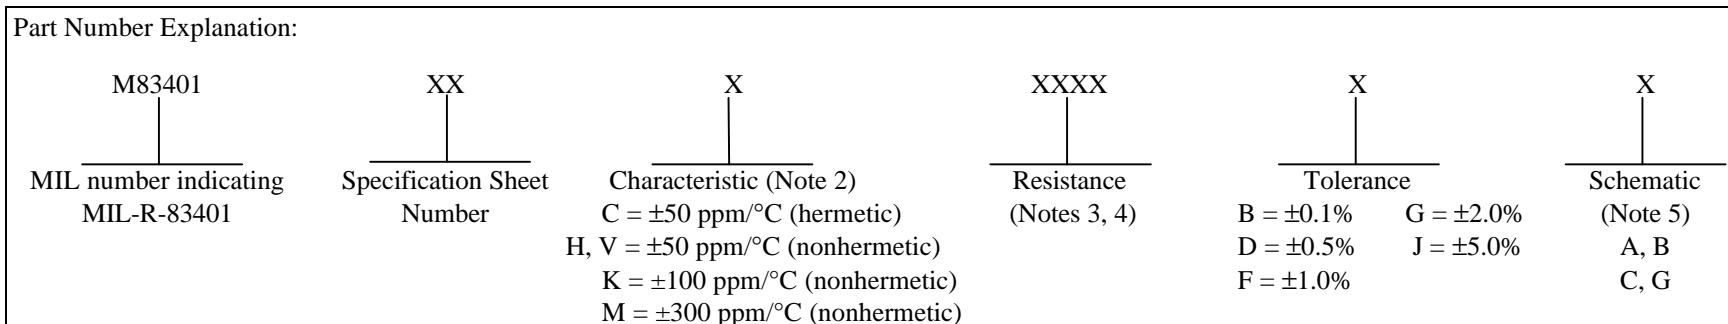 Part Number Explanation:
M83401 XX X XXXX X X
MIL number indicating Specification Sheet Characteristic (Note 2) Resistance Tolerance Schematic
MIL-R-83401 Number C = ±50 ppm/°C (hermetic) (Notes 3, 4) B = ±0.1% G = ±2.0% (Note 5)
H, V = ±50 ppm/°C (nonhermetic) D = ±0.5% J = ±5.0% A, B
K = ±100 ppm/°C (nonhermetic) F = ±1.0% C, G
M = ±300 ppm/°C (nonhermetic)